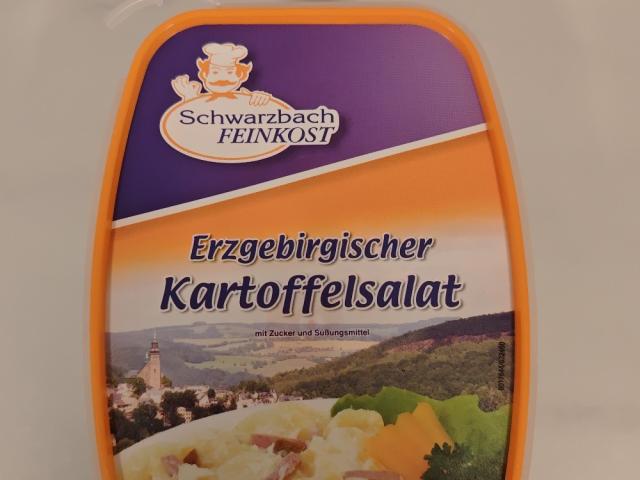 Schwarzbach
FEINKOST
Erzgebirgischer
Kartoffelsalat
mit Zucker und Süßungsmittel